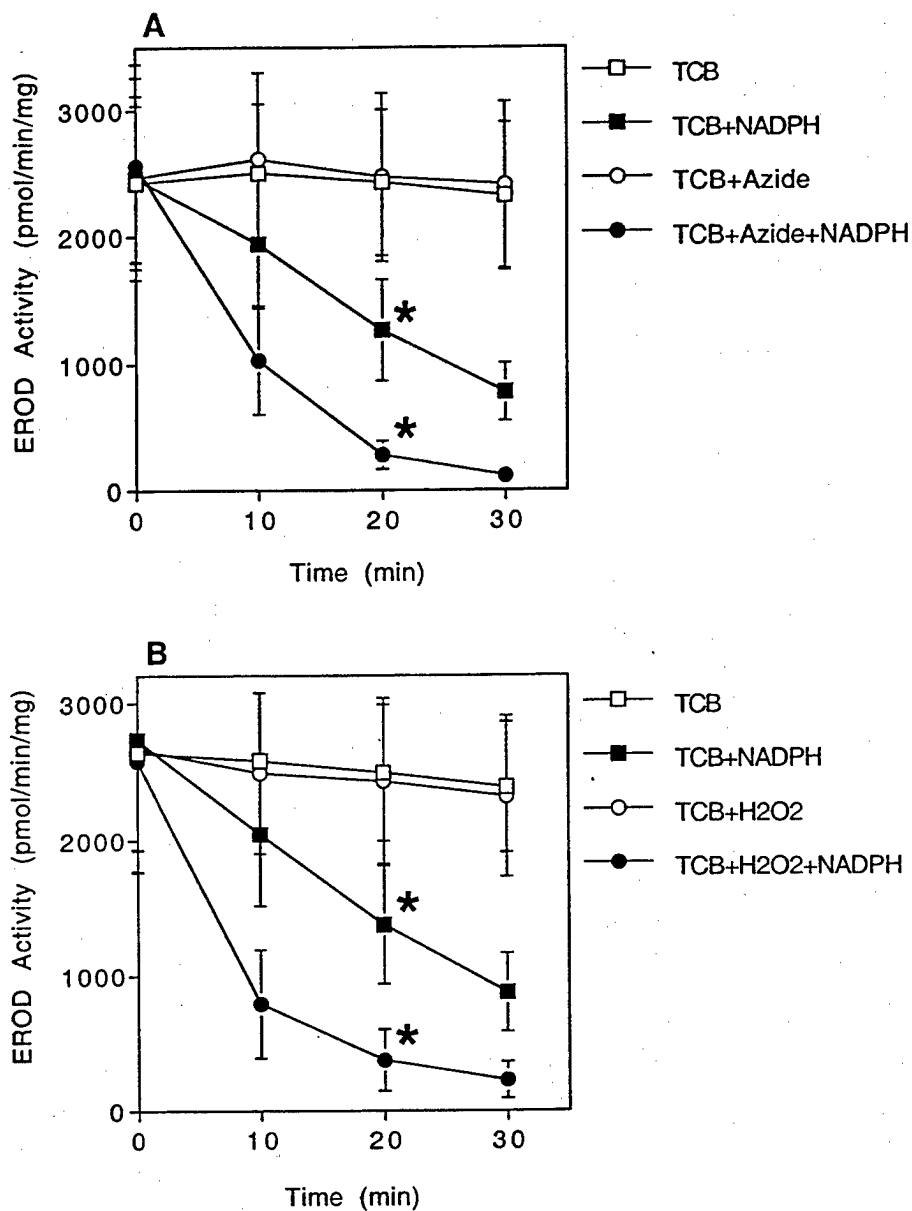 A
EROD Activity (pmol/min/mg)
3000
2000
1000
0
0 10 20 30
Time (min)
TCB
TCB+NADPH
TCB+Azide
TCB+Azide+NADPH
*
*
B
EROD Activity (pmol/min/mg)
3000
2000
1000
0
0 10 20 30
Time (min)
TCB
TCB+NADPH
TCB+H2O2
TCB+H2O2+NADPH
*
*